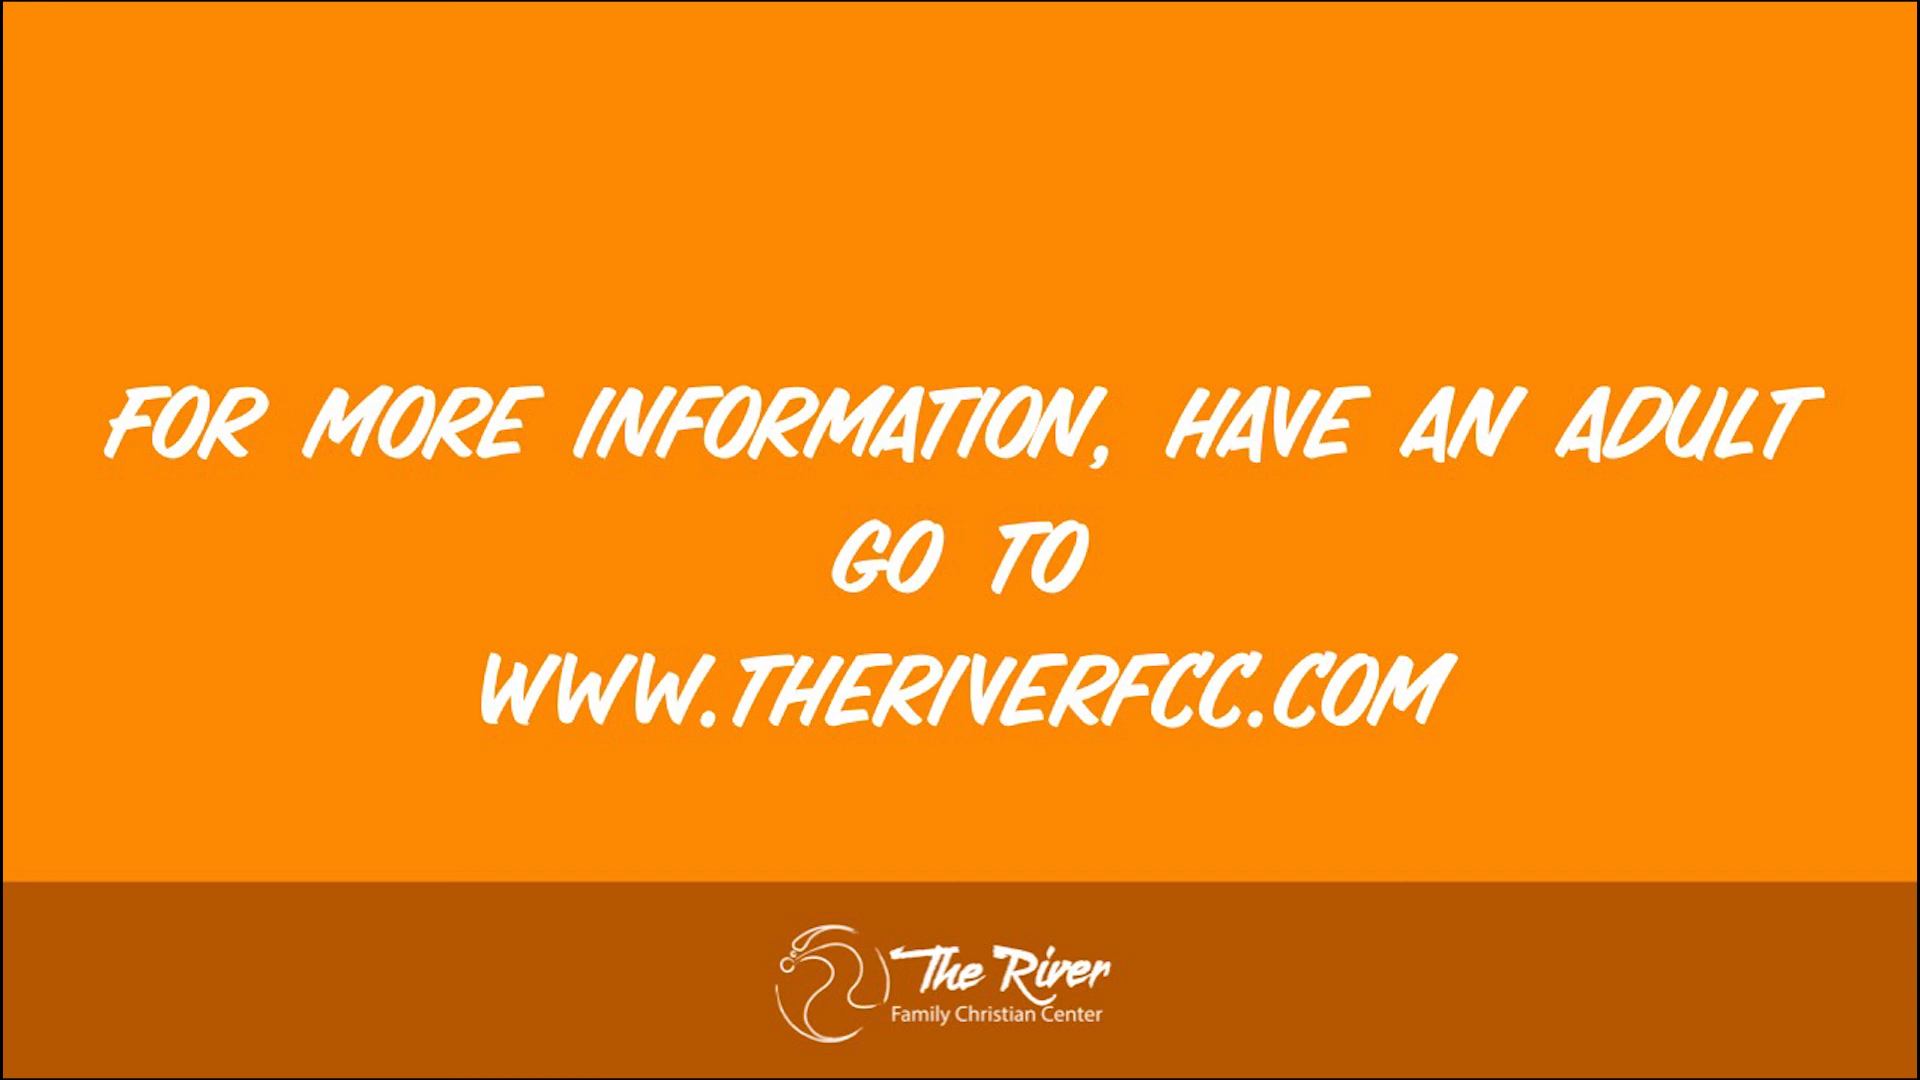 FOR MORE INFORMATION, HAVE AN ADULT
GO TO
WWW.THERIVERFCC.COM
The River
Family Christian Center